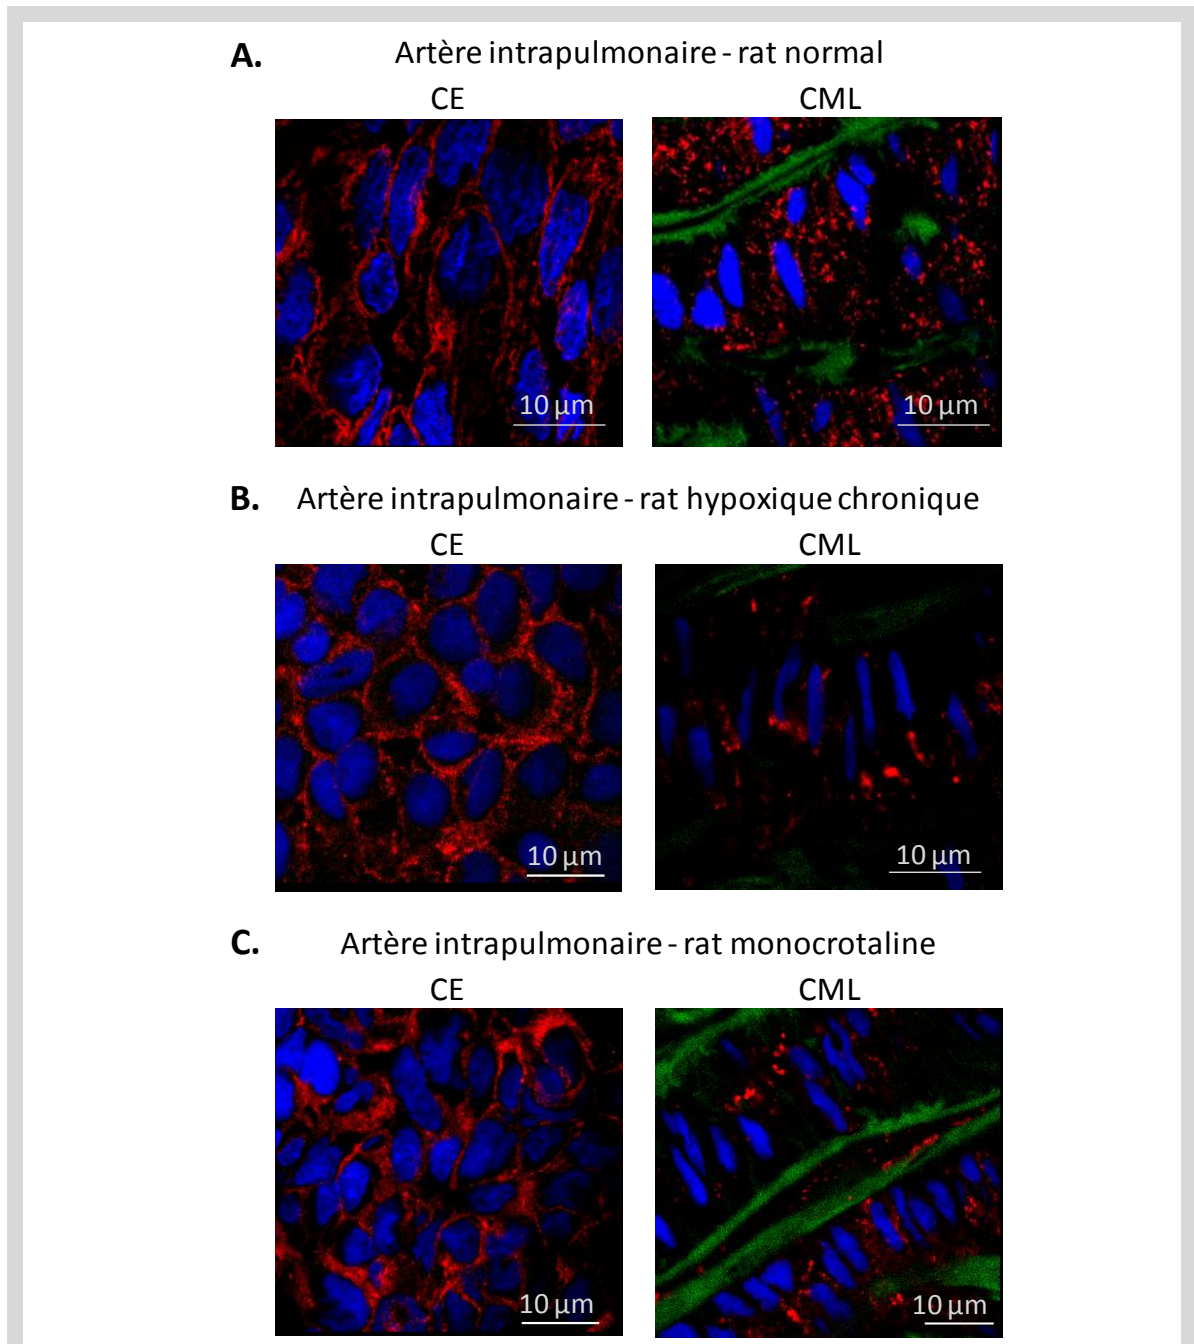 A. Artère intrapulmonaire - rat normal
CE CML
10 µm 10 µm
B. Artère intrapulmonaire - rat hypoxique chronique
CE CML
10 µm 10 µm
C. Artère intrapulmonaire - rat monocrotaline
CE CML
10 µm 10 µm